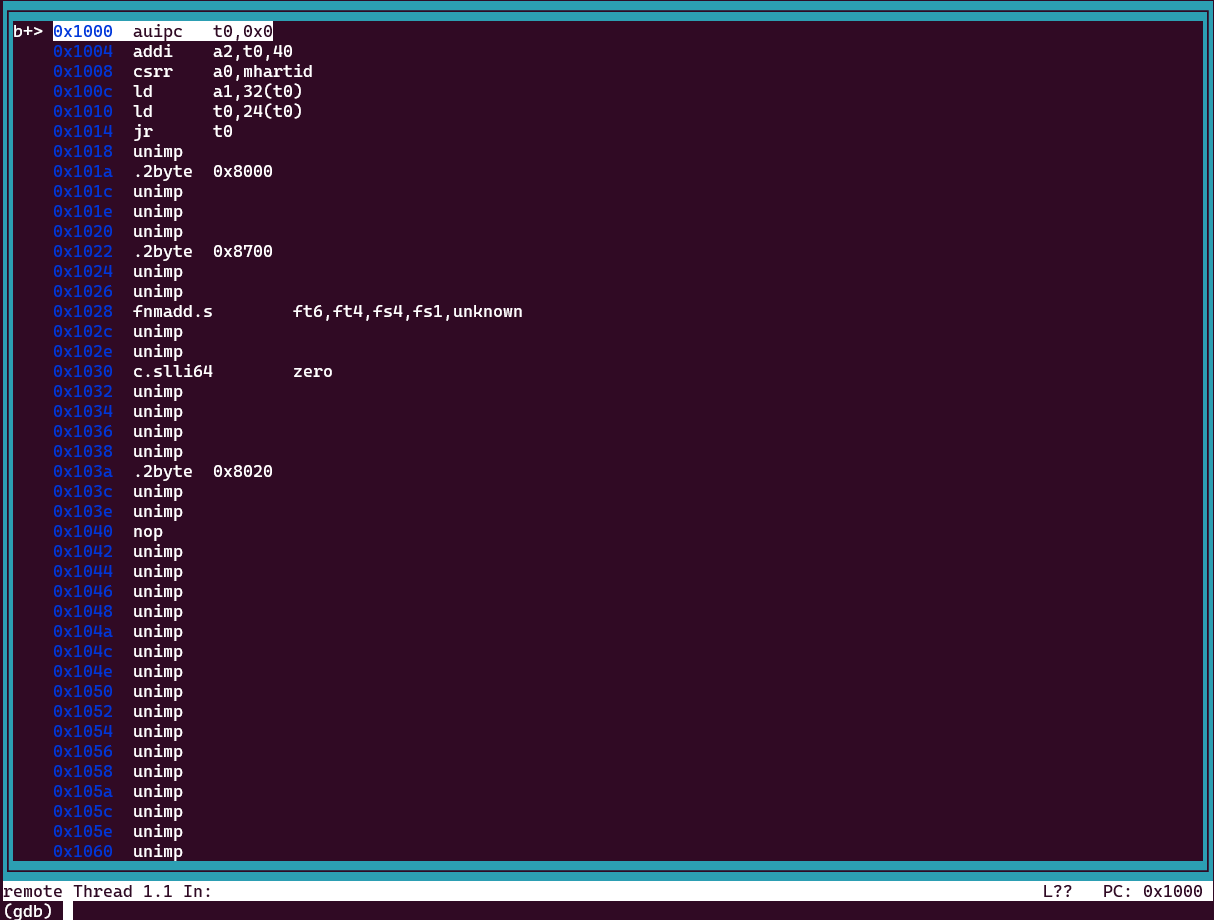 b+> 0x1000 auipc t0,0x0
0x1004 addi a2,t0,40
0x1008 csrr a0,mhartid
0x100c ld a1,32(t0)
0x1010 ld t0,24(t0)
0x1014 jr t0
0x1018 unimp
0x101a .2byte 0x8000
0x101c unimp
0x101e unimp
0x1020 unimp
0x1022 .2byte 0x8700
0x1024 unimp
0x1026 unimp
0x1028 fnmadd.s ft6,ft4,fs4,fs1,unknown
0x102c unimp
0x102e unimp
0x1030 c.slli64 zero
0x1032 unimp
0x1034 unimp
0x1036 unimp
0x1038 unimp
0x103a .2byte 0x8020
0x103c unimp
0x103e unimp
0x1040 nop
0x1042 unimp
0x1044 unimp
0x1046 unimp
0x1048 unimp
0x104a unimp
0x104c unimp
0x104e unimp
0x1050 unimp
0x1052 unimp
0x1054 unimp
0x1056 unimp
0x1058 unimp
0x105a unimp
0x105c unimp
0x105e unimp
0x1060 unimp
remote Thread 1.1 In: L?? PC: 0x1000
(gdb)